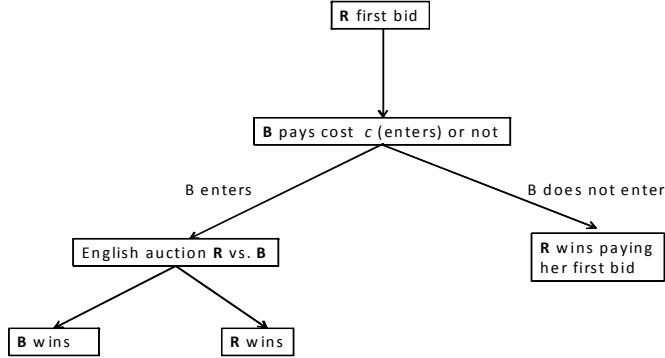 R first bid
B pays cost c (enters) or not
B enters
B does not enter
English auction R vs. B
R wins paying
her first bid
B wins
R wins